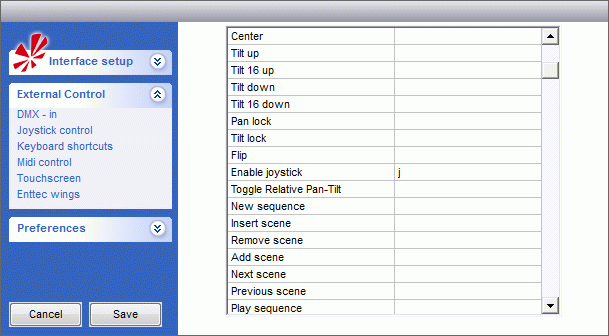 Interface setup
External Control
DMX - in
Joystick control
Keyboard shortcuts
Midi control
Touchscreen
Enttec wings
Preferences
Cancel
Save
Center
Tilt up
Tilt 16 up
Tilt down
Tilt 16 down
Pan lock
Tilt lock
Flip
Enable joystick j
Toggle Relative Pan-Tilt
New sequence
Insert scene
Remove scene
Add scene
Next scene
Previous scene
Play sequence